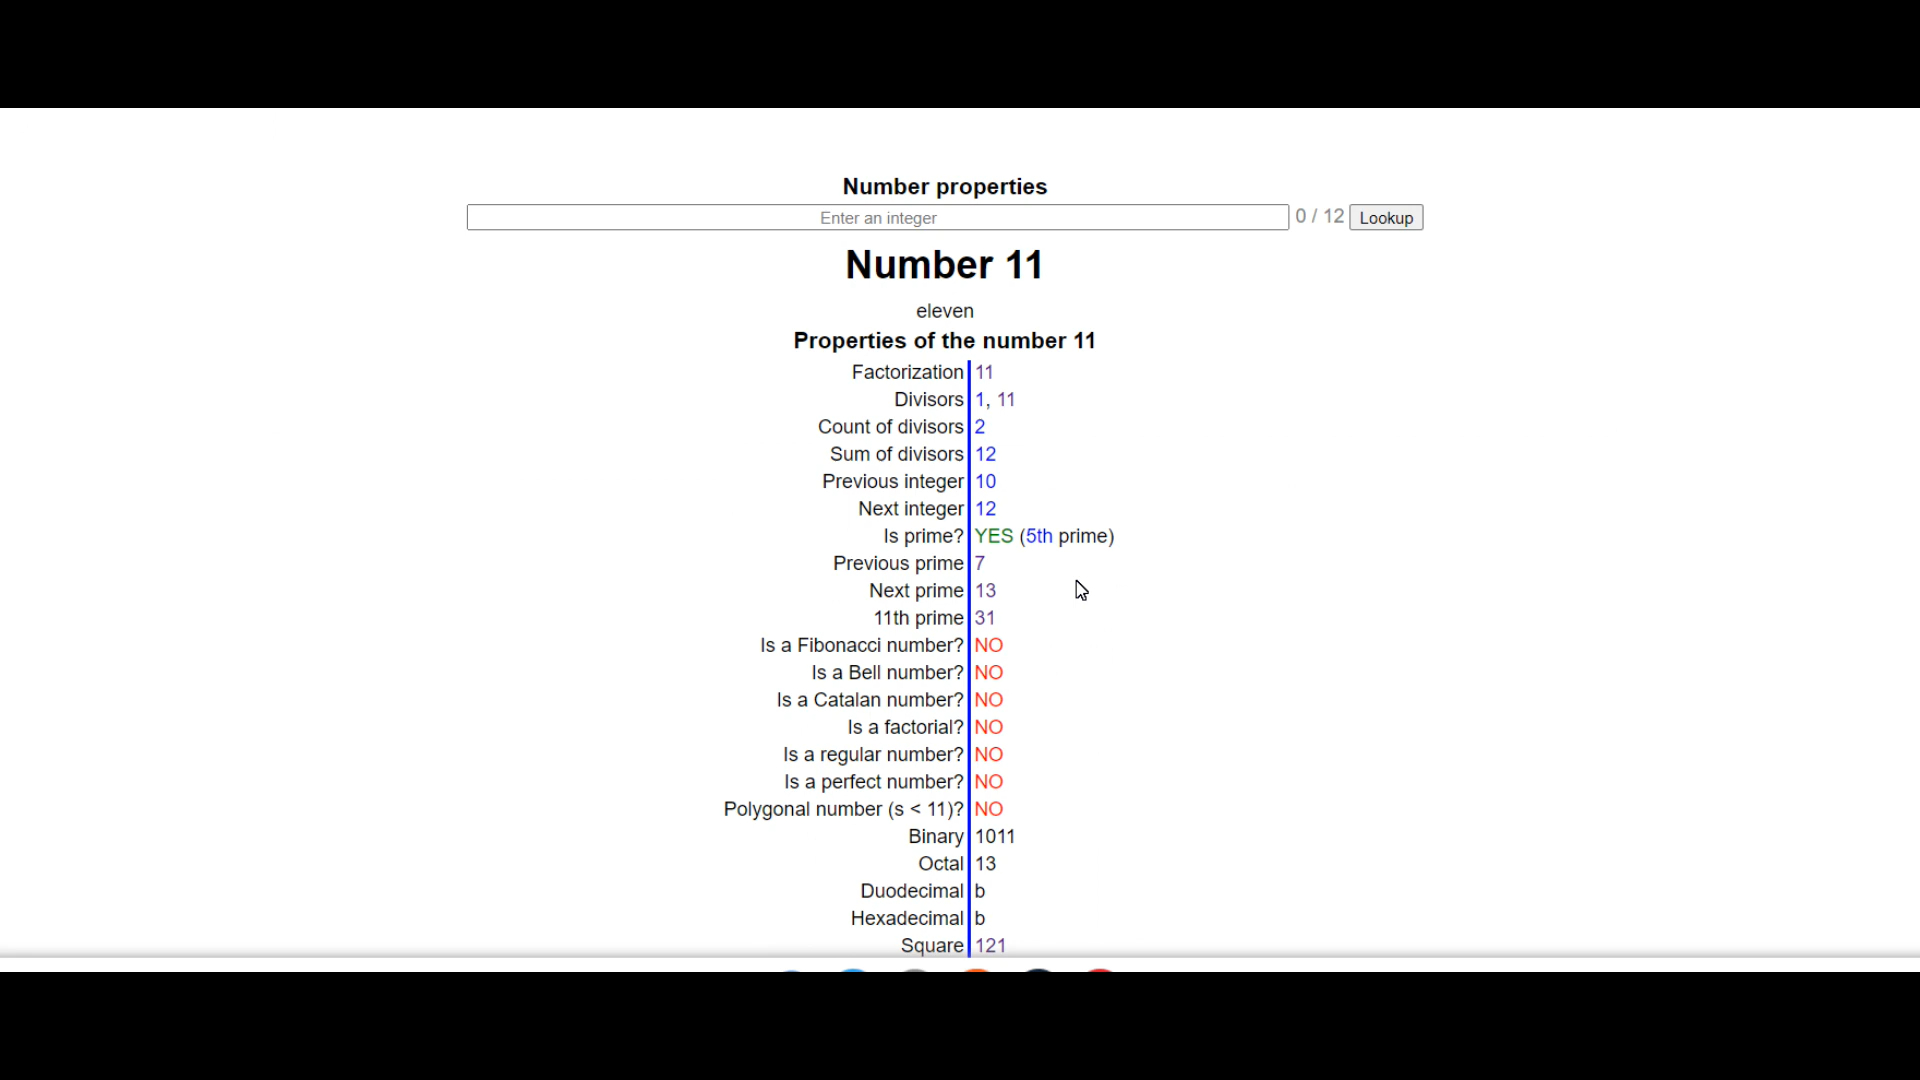 Number properties
Enter an integer 0 / 12 Lookup
Number 11
eleven
Properties of the number 11
Factorization 11
Divisors 1, 11
Count of divisors 2
Sum of divisors 12
Previous integer 10
Next integer 12
Is prime? YES (5th prime)
Previous prime 7
Next prime 13
11th prime 31
Is a Fibonacci number? NO
Is a Bell number? NO
Is a Catalan number? NO
Is a factorial? NO
Is a regular number? NO
Is a perfect number? NO
Polygonal number (s < 11)? NO
Binary 1011
Octal 13
Duodecimal b
Hexadecimal b
Square 121